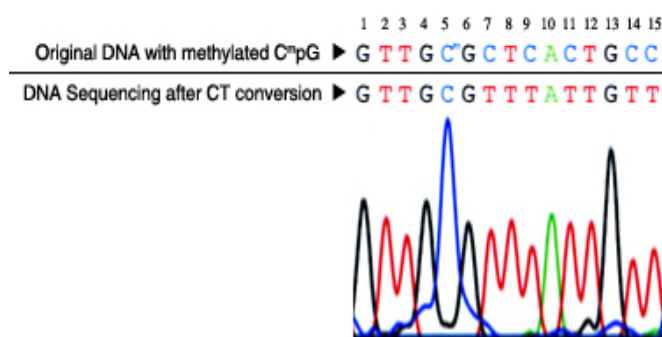 1 2 3 4 5 6 7 8 9 10 11 12 13 14 15
Original DNA with methylated CᵐpG ▶ G T T G Cᵐ G C T C A C T G C C
DNA Sequencing after CT conversion ▶ G T T G C G T T T A T T G T T